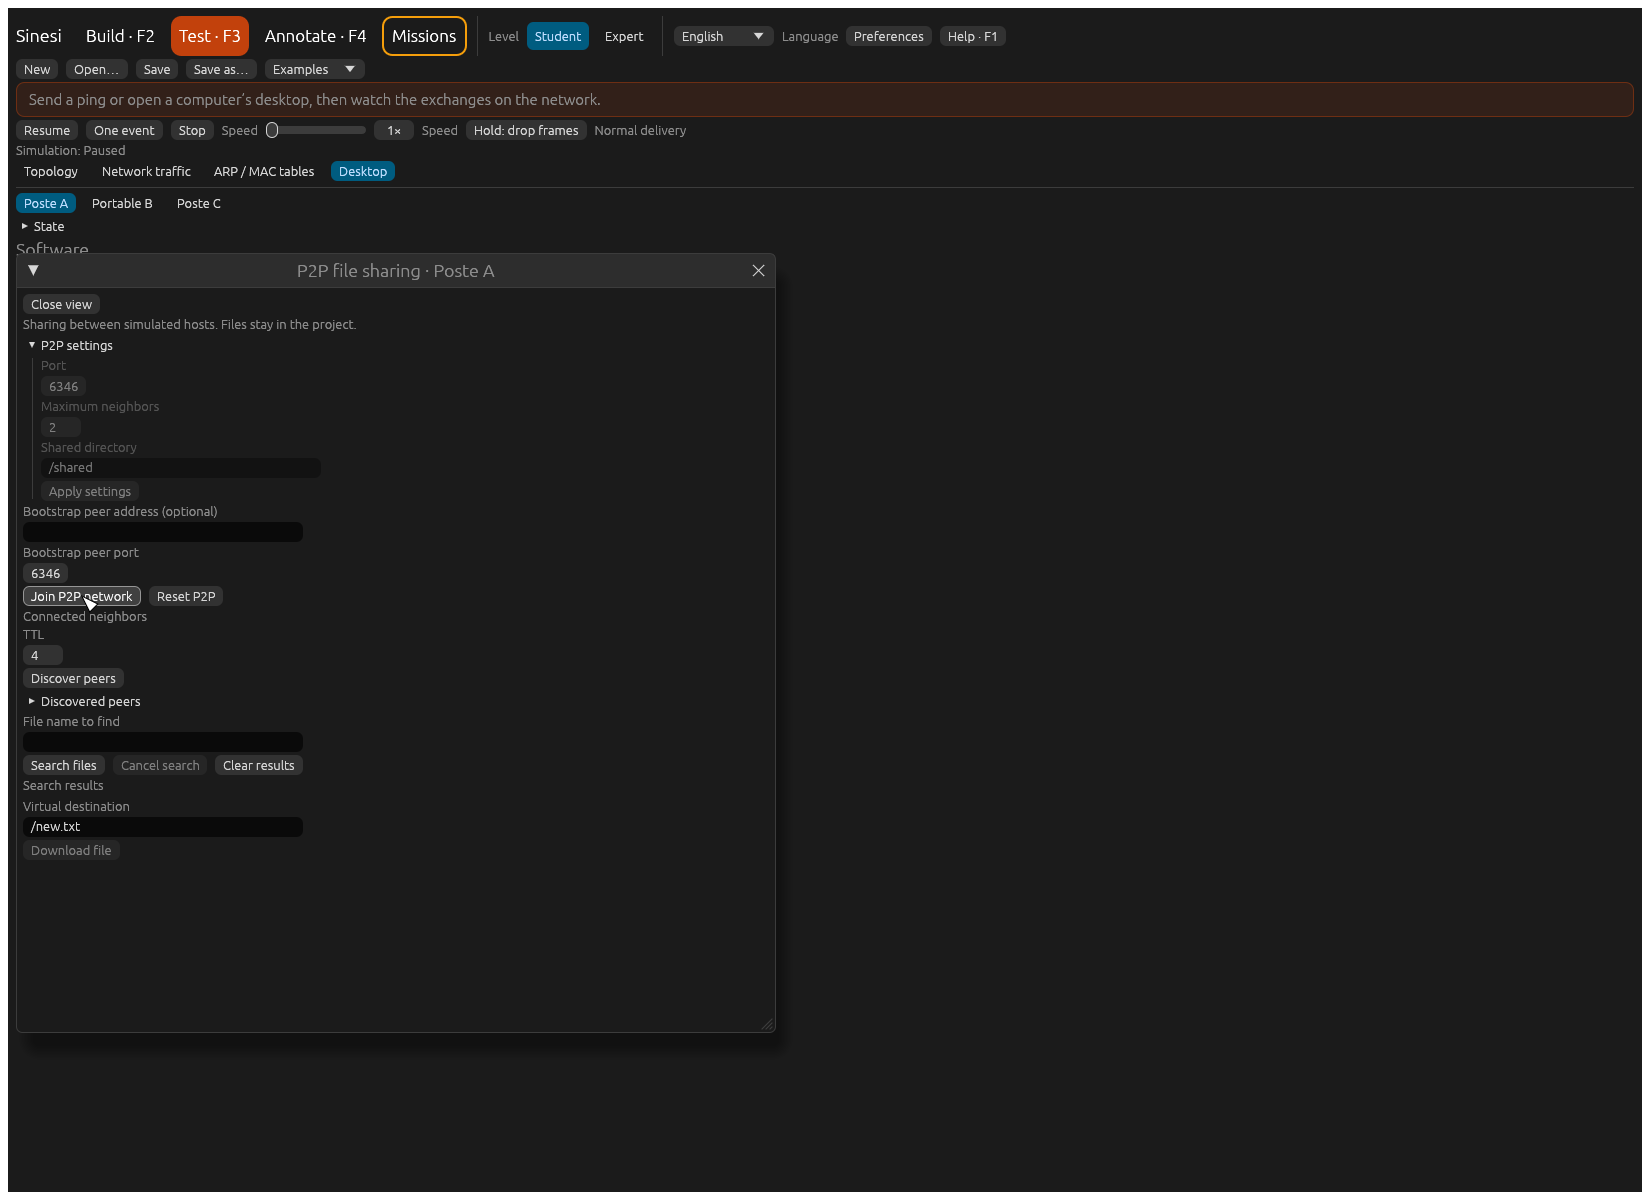 Sinesi Build · F2 Test · F3 Annotate · F4 Missions Level Student Expert English Language Preferences Help · F1
New Open… Save Save as… Examples
Send a ping or open a computer’s desktop, then watch the exchanges on the network.
Resume One event Stop Speed 1× Speed Hold: drop frames Normal delivery
Simulation: Paused
Topology Network traffic ARP / MAC tables Desktop
Poste A Portable B Poste C
State
Software
P2P file sharing · Poste A
Close view
Sharing between simulated hosts. Files stay in the project.
P2P settings
Port
6346
Maximum neighbors
2
Shared directory
/shared
Apply settings
Bootstrap peer address (optional)
Bootstrap peer port
6346
Join P2P network Reset P2P
Connected neighbors
TTL
4
Discover peers
Discovered peers
File name to find
Search files Cancel search Clear results
Search results
Virtual destination
/new.txt
Download file